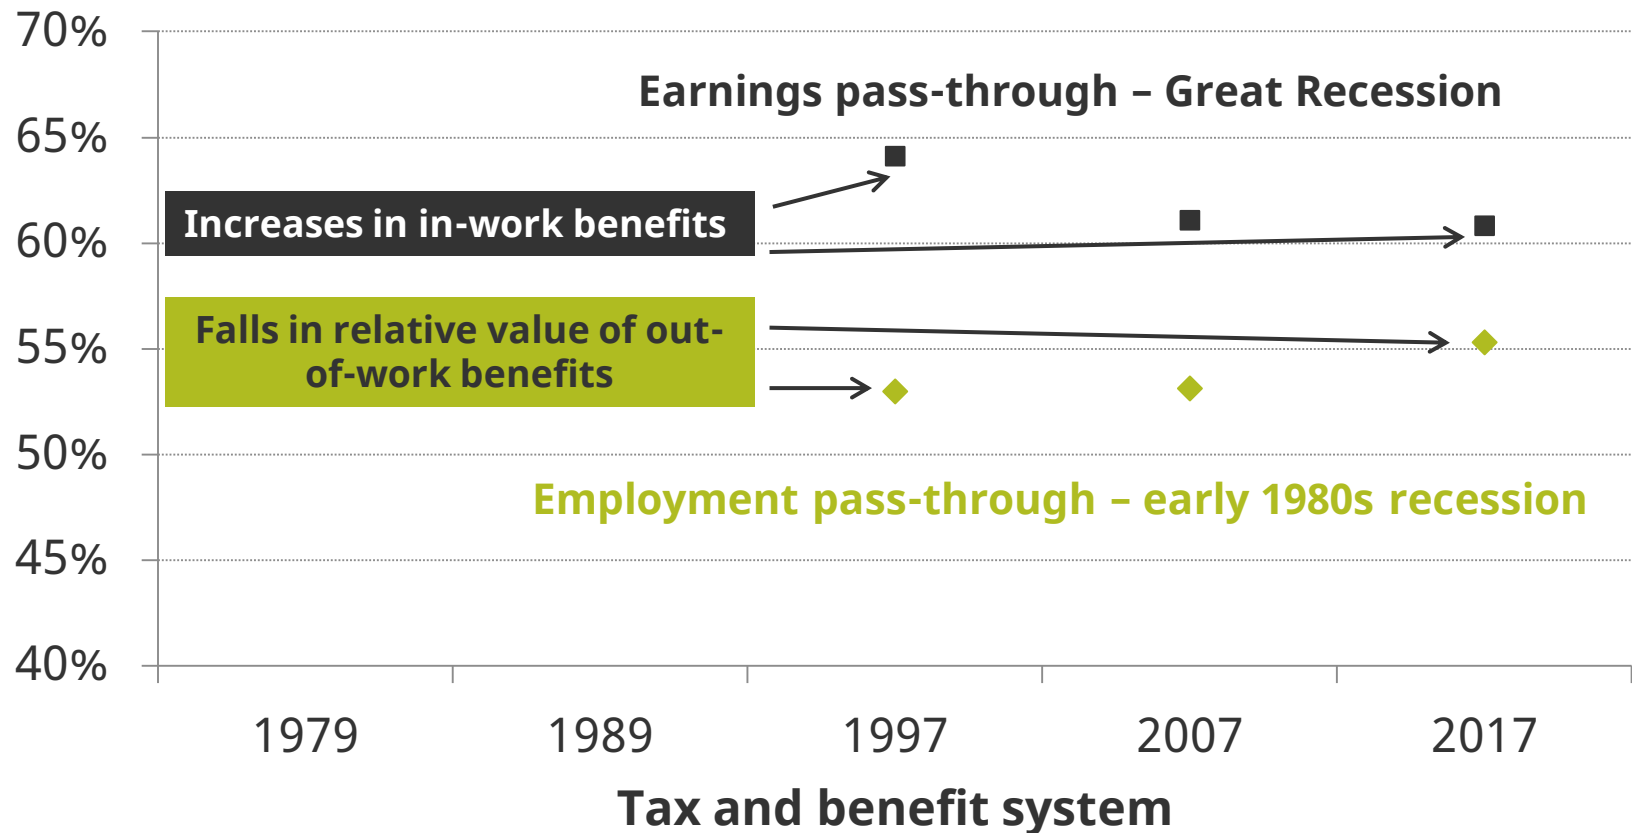 70%
Earnings pass-through – Great Recession
65%
Increases in in-work benefits
60%
Falls in relative value of out-
of-work benefits
55%
50%
Employment pass-through – early 1980s recession
45%
40%
1979 1989 1997 2007 2017
Tax and benefit system